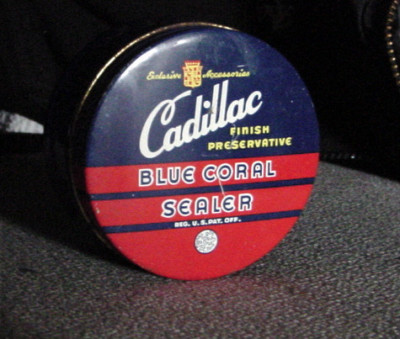 Exclusive Accessories
Cadillac
FINISH
PRESERVATIVE
BLUE CORAL
SEALER
REG. U.S. PAT. OFF.